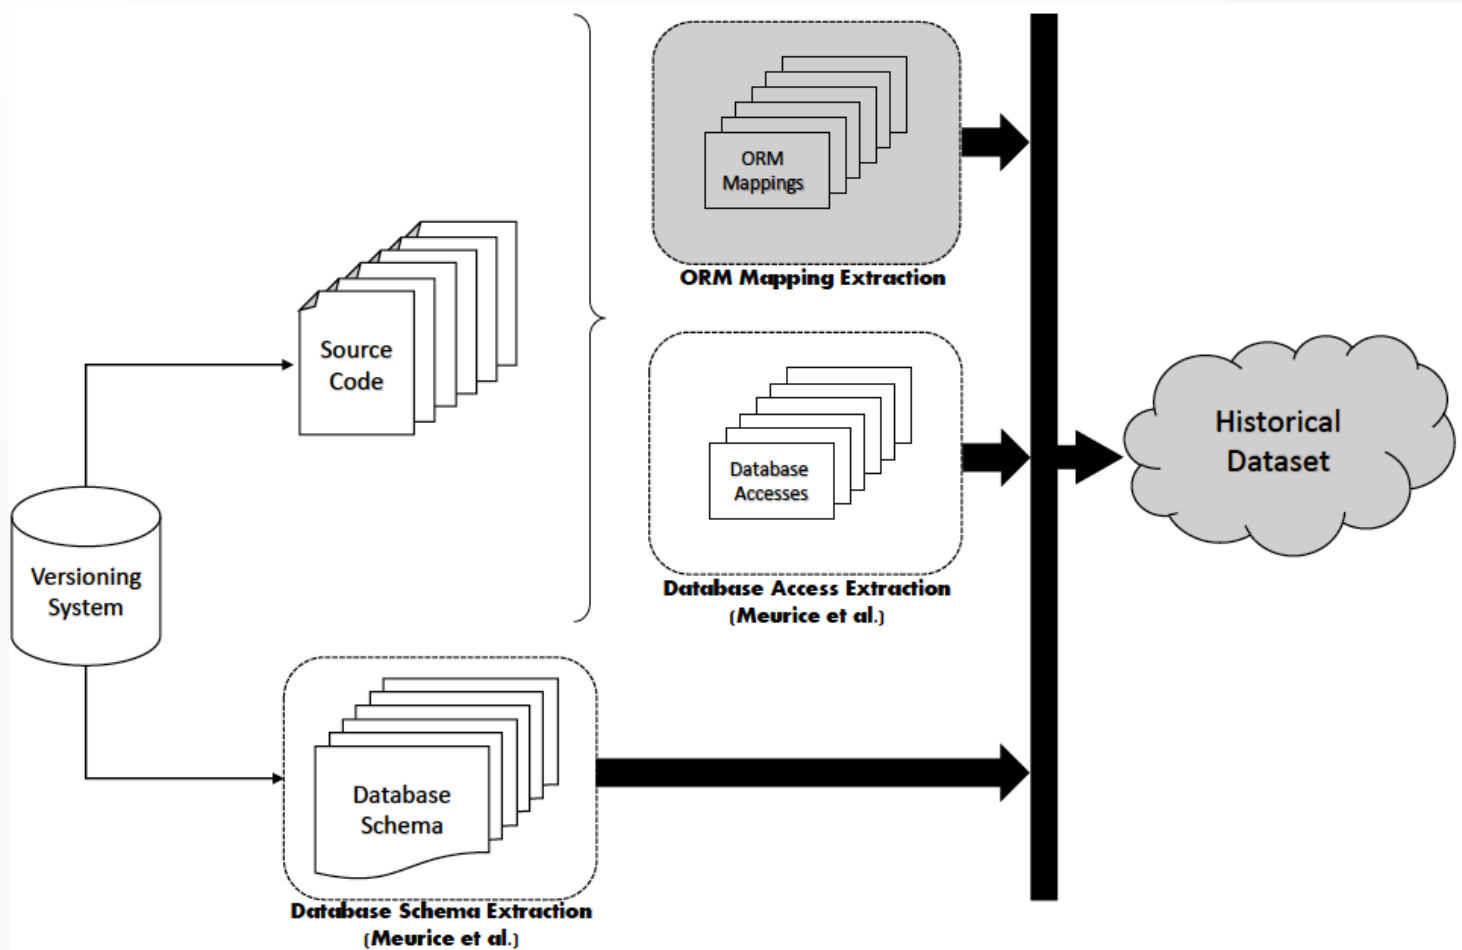 ORM
Mappings
ORM Mapping Extraction
Source
Code
Database
Accesses
Database Access Extraction
(Meurice et al.)
Historical
Dataset
Versioning
System
Database
Schema
Database Schema Extraction
(Meurice et al.)